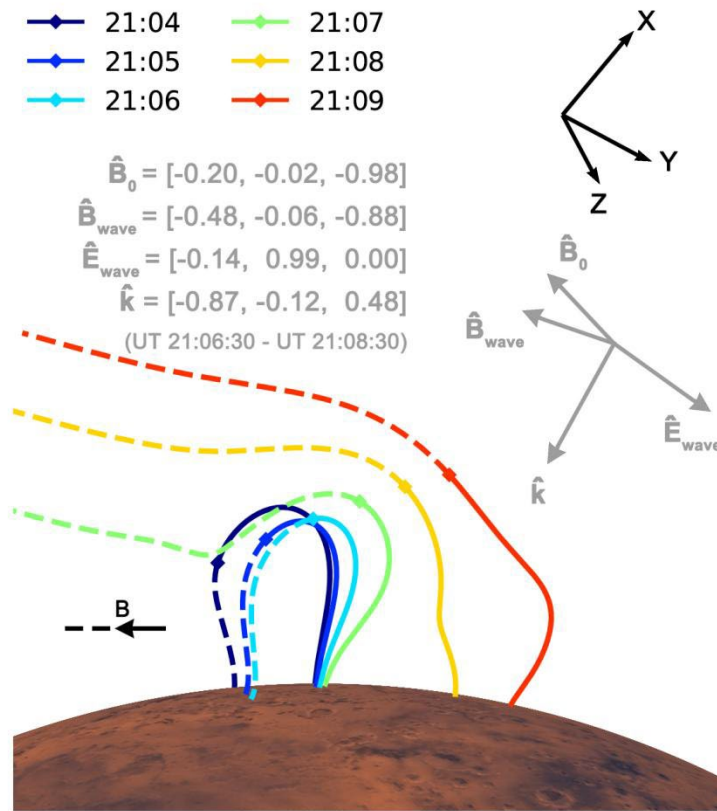 21:04 21:07
21:05 21:08
21:06 21:09
X
Y
Z
B̂₀ = [-0.20, -0.02, -0.98]
B̂wave = [-0.48, -0.06, -0.88]
Êwave = [-0.14, 0.99, 0.00]
k̂ = [-0.87, -0.12, 0.48]
(UT 21:06:30 - UT 21:08:30)
B̂₀
B̂wave
Êwave
k̂
B